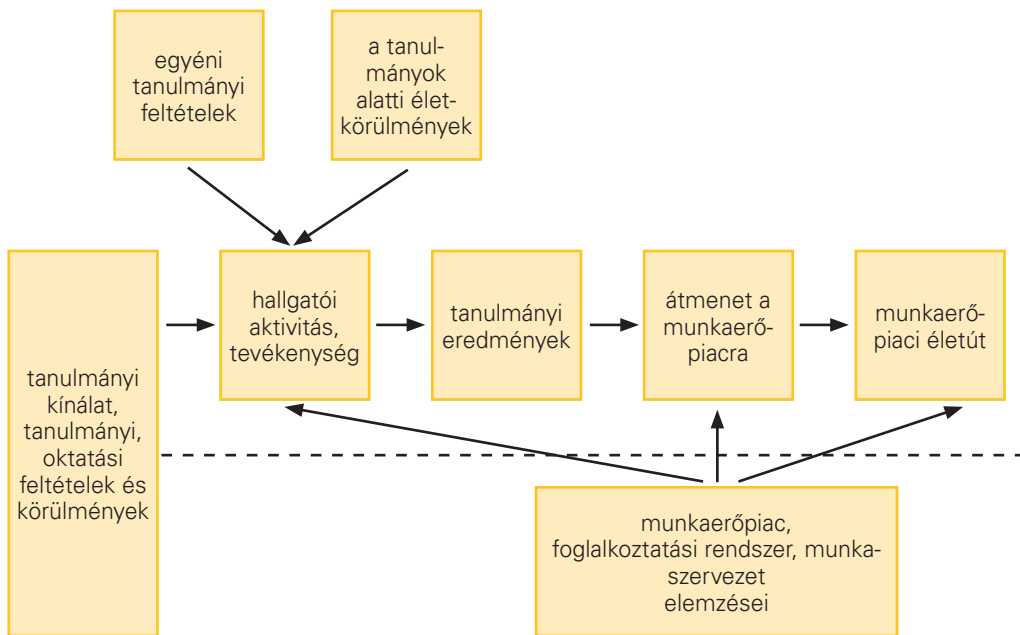 egyéni
tanulmányi
feltételek
a tanul-
mányok
alatti élet-
körülmények
tanulmányi
kínálat,
tanulmányi,
oktatási
feltételek és
körülmények
hallgatói
aktivitás,
tevékenység
tanulmányi
eredmények
átmenet a
munkaerő-
piacra
munkaerő-
piaci életút
munkaerőpiac,
foglalkoztatási rendszer, munka-
szervezet
elemzései